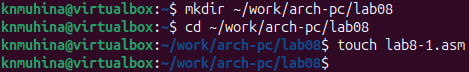 knmuhina@virtualbox:~$ mkdir ~/work/arch-pc/lab08
knmuhina@virtualbox:~$ cd ~/work/arch-pc/lab08
knmuhina@virtualbox:~/work/arch-pc/lab08$ touch lab8-1.asm
knmuhina@virtualbox:~/work/arch-pc/lab08$